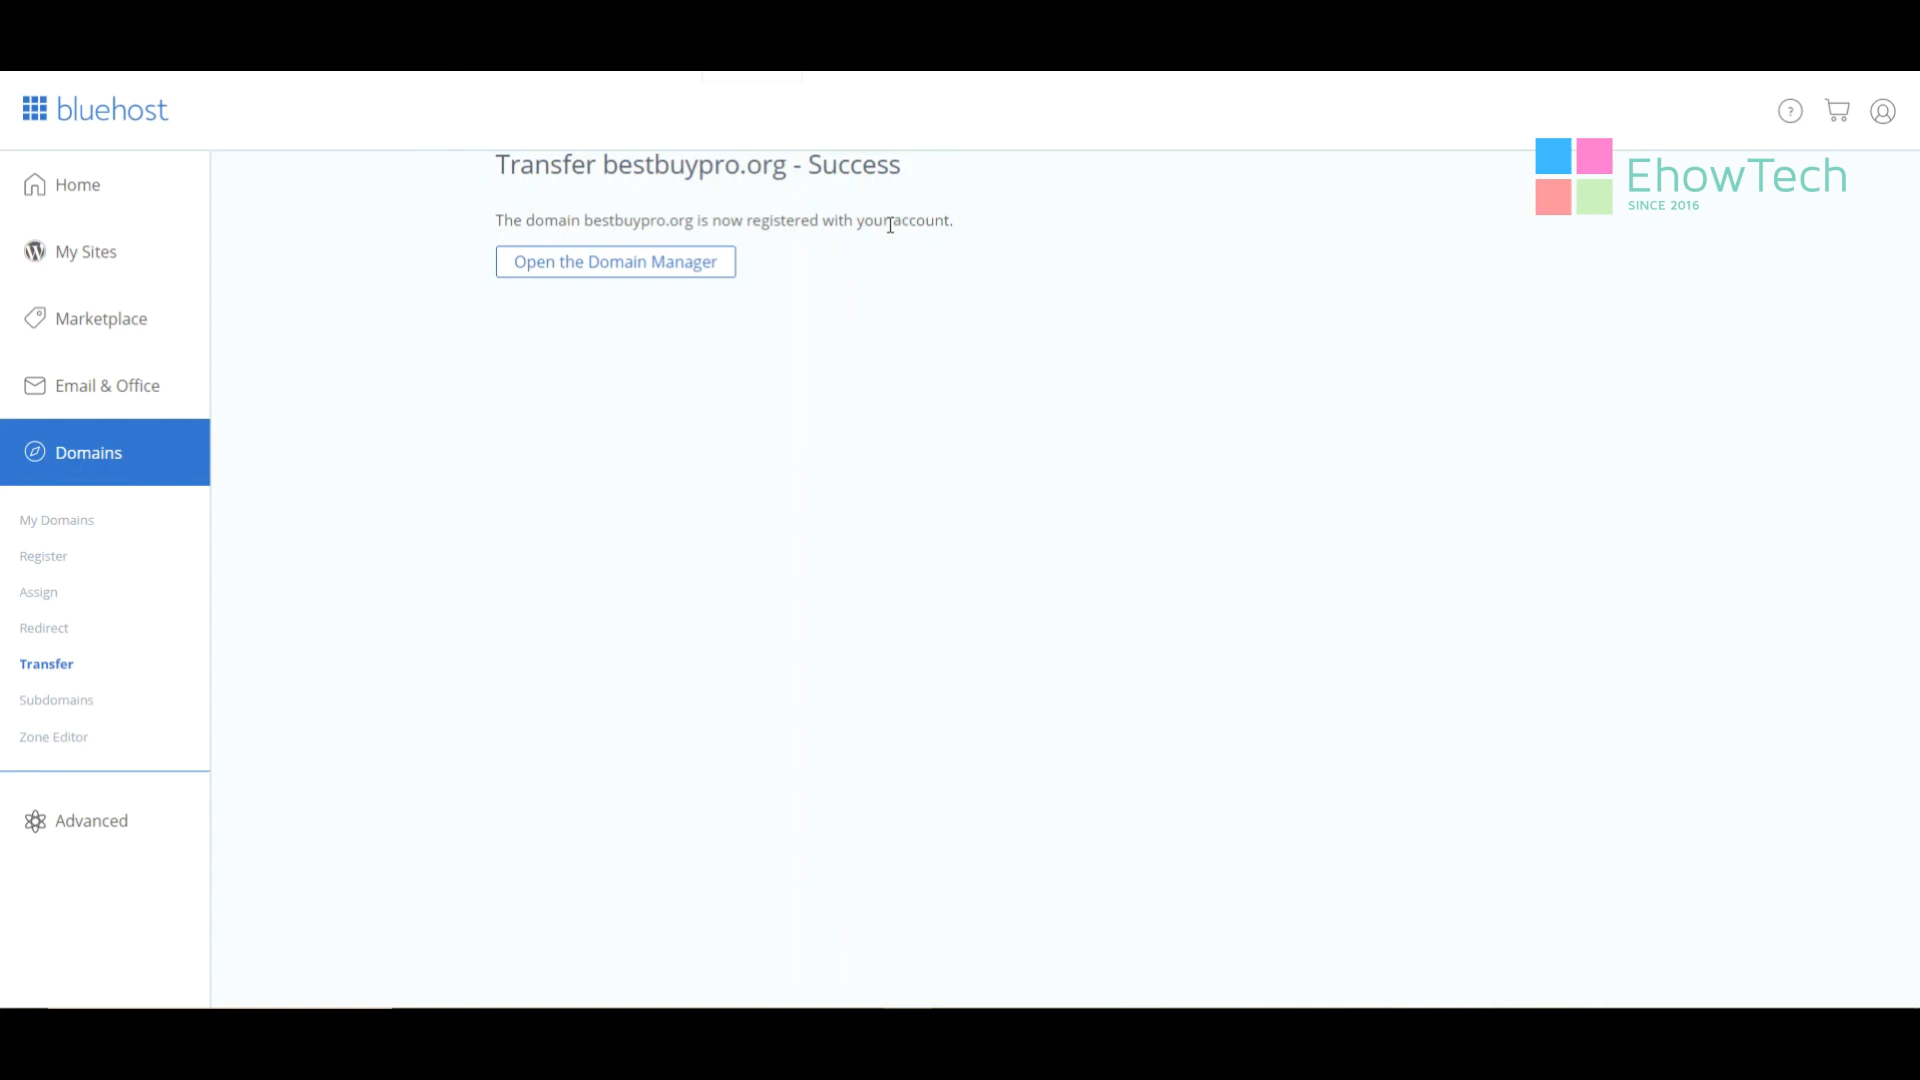 bluehost
?
EhowTech
SINCE 2016
Home
My Sites
Marketplace
Email & Office
Domains
My Domains
Register
Assign
Redirect
Transfer
Subdomains
Zone Editor
Advanced
Transfer bestbuypro.org - Success
The domain bestbuypro.org is now registered with your account.
Open the Domain Manager